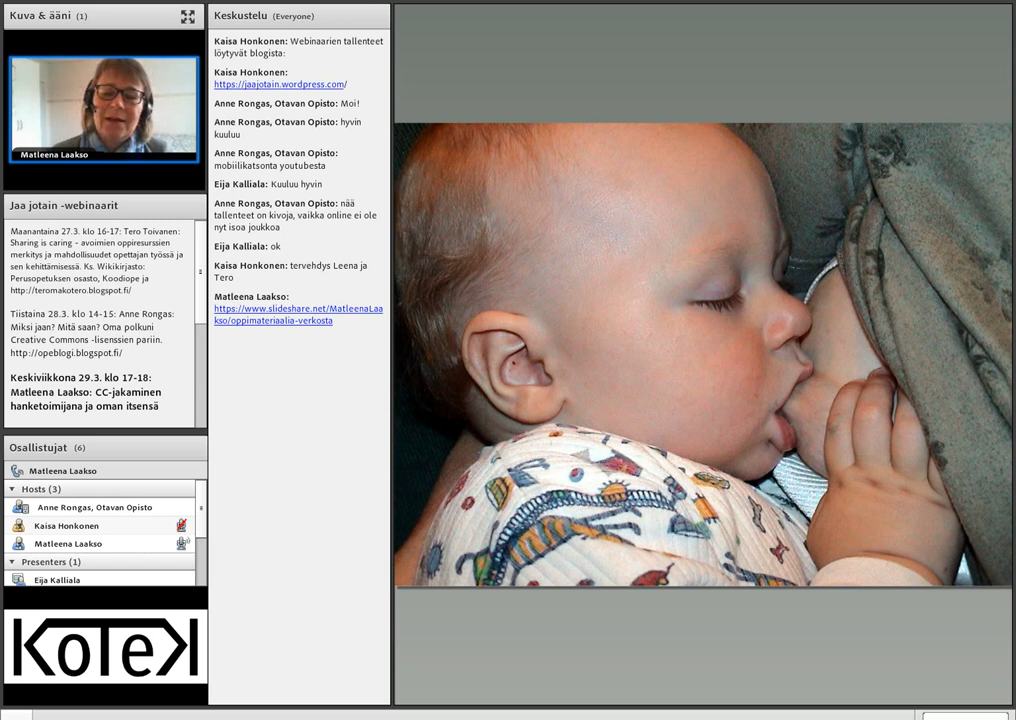 Kuva & ääni (1)
Matleena Laakso
Jaa jotain -webinaarit
Maanantaina 27.3. klo 16-17: Tero Toivanen:
Sharing is caring - avoimien oppiresurssien
merkitys ja mahdollisuudet opettajan työssä ja
sen kehittämisessä. Ks. Wikikirjasto:
Perusopetuksen osasto, Koodiope ja
http://teromakotero.blogspot.fi/
Tiistaina 28.3. klo 14-15: Anne Rongas:
Miksi jaan? Mitä saan? Oma polkuni
Creative Commons -lisenssien pariin.
http://opeblogi.blogspot.fi/
Keskiviikkona 29.3. klo 17-18:
Matleena Laakso: CC-jakaminen
hanketoimijana ja oman itsensä
Osallistujat (6)
Matleena Laakso
Hosts (3)
Anne Rongas, Otavan Opisto
Kaisa Honkonen
Matleena Laakso
Presenters (1)
Eija Kalliala
KoTeK
Keskustelu (Everyone)
Kaisa Honkonen: Webinaarien tallenteet
löytyvät blogista:
Kaisa Honkonen:
https://jaajotain.wordpress.com/
Anne Rongas, Otavan Opisto: Moi!
Anne Rongas, Otavan Opisto: hyvin
kuuluu
Anne Rongas, Otavan Opisto:
mobiilikatsonta youtubesta
Eija Kalliala: Kuuluu hyvin
Anne Rongas, Otavan Opisto: nää
tallenteet on kivoja, vaikka online ei ole
nyt isoa joukkoa
Eija Kalliala: ok
Kaisa Honkonen: tervehdys Leena ja
Tero
Matleena Laakso:
https://www.slideshare.net/MatleenaLaa
kso/oppimateriaalia-verkosta